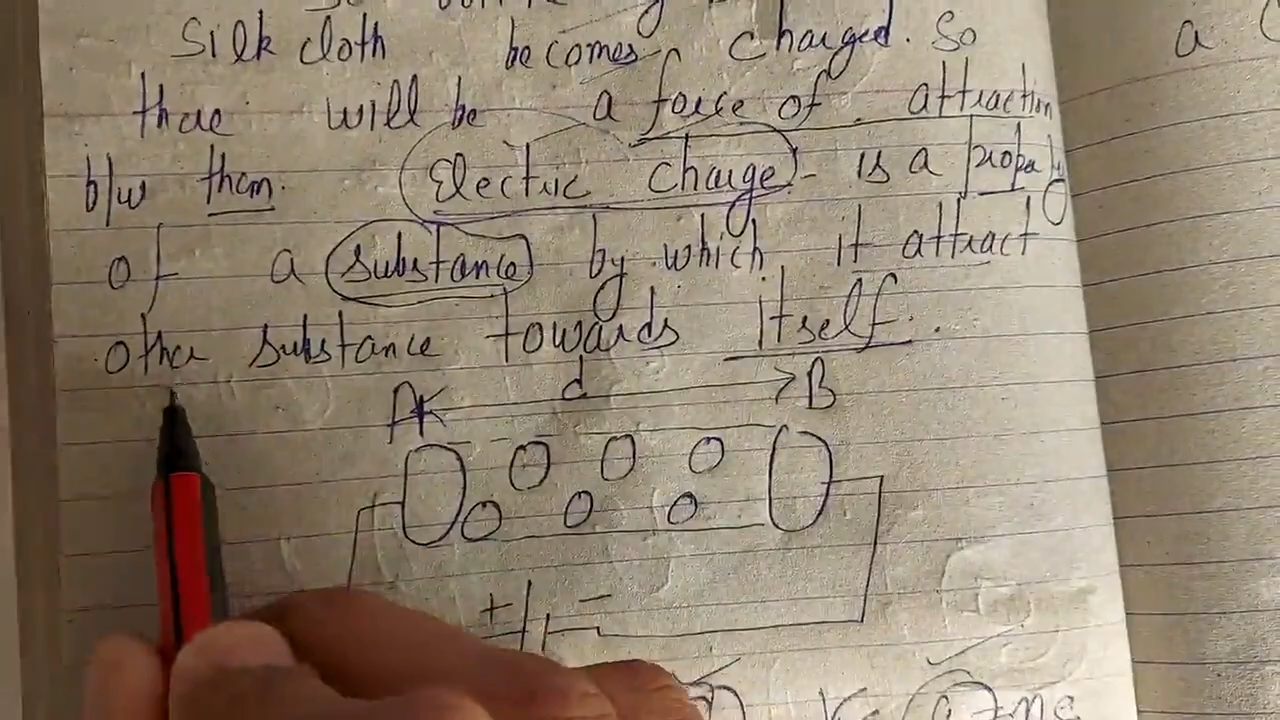 Silk cloth becomes charged. So
there will be a force of attraction
b/w them. Electric charge - is a property
of a substance by which it attract
other substance towards itself.
A d B
+ -